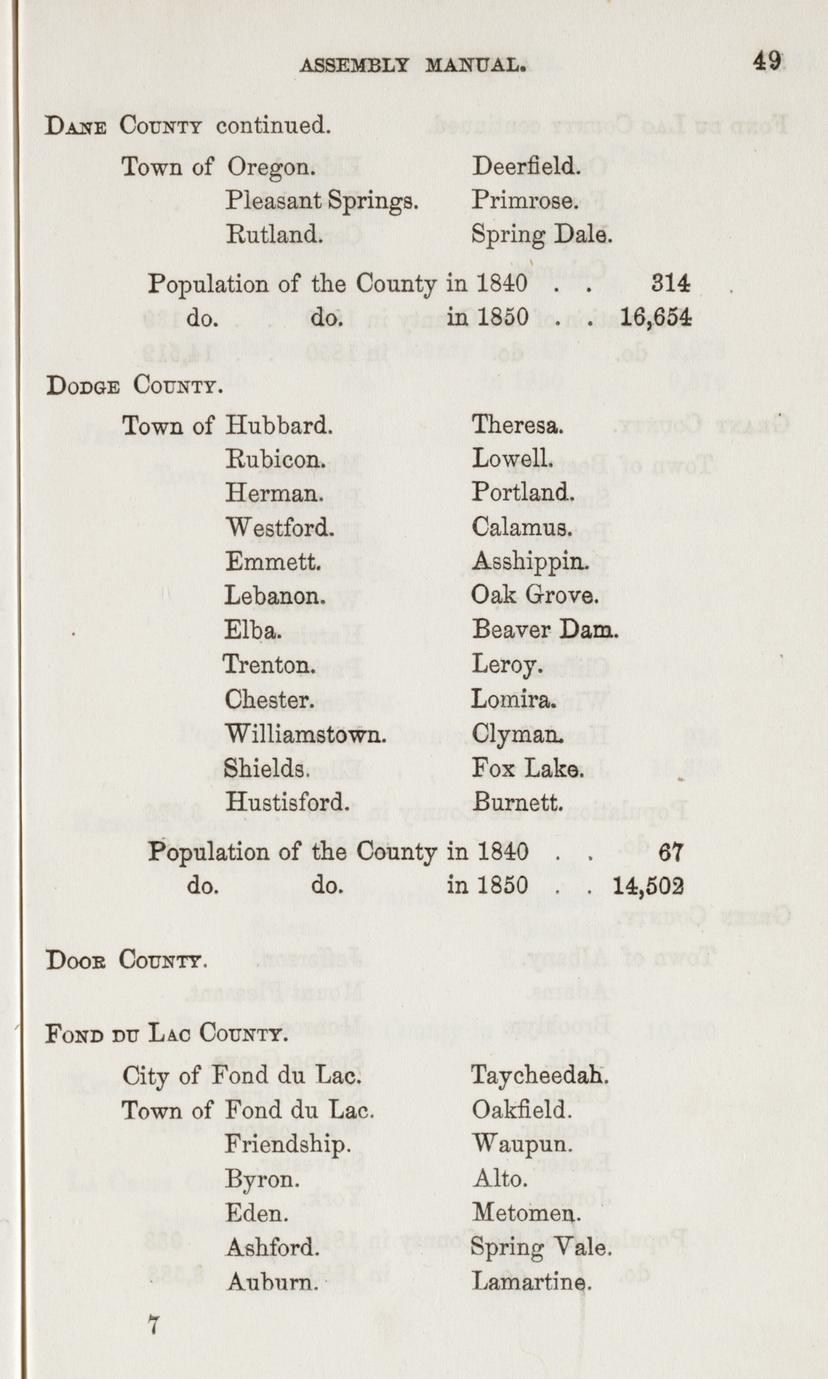 ASSEMBLY MANUAL. 49
DANE COUNTY continued.
Town of Oregon. Deerfield.
Pleasant Springs. Primrose.
Rutland. Spring Dale.
Population of the County in 1840 . . 314
do. do. in 1850 . . 16,654
DODGE COUNTY.
Town of Hubbard. Theresa.
Rubicon. Lowell.
Herman. Portland.
Westford. Calamus.
Emmett. Asshippin.
Lebanon. Oak Grove.
Elba. Beaver Dam.
Trenton. Leroy.
Chester. Lomira.
Williamstown. Clyman.
Shields. Fox Lake.
Hustisford. Burnett.
Population of the County in 1840 . . 67
do. do. in 1850 . . 14,502
DOOR COUNTY.
FOND DU LAC COUNTY.
City of Fond du Lac. Taycheedah.
Town of Fond du Lac. Oakfield.
Friendship. Waupun.
Byron. Alto.
Eden. Metomen.
Ashford. Spring Vale.
Auburn. Lamartine.
7